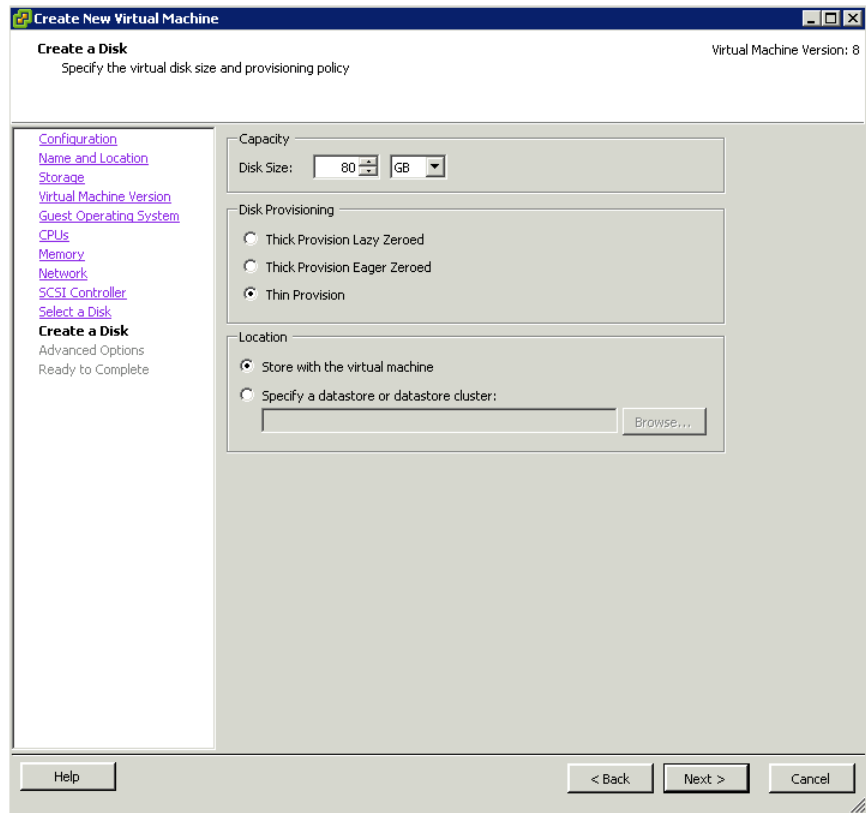 Create New Virtual Machine
Create a Disk
Specify the virtual disk size and provisioning policy
Virtual Machine Version: 8
Configuration
Name and Location
Storage
Virtual Machine Version
Guest Operating System
CPUs
Memory
Network
SCSI Controller
Select a Disk
Create a Disk
Advanced Options
Ready to Complete
Capacity
Disk Size: 80 GB
Disk Provisioning
Thick Provision Lazy Zeroed
Thick Provision Eager Zeroed
Thin Provision
Location
Store with the virtual machine
Specify a datastore or datastore cluster:
Browse...
Help
< Back
Next >
Cancel